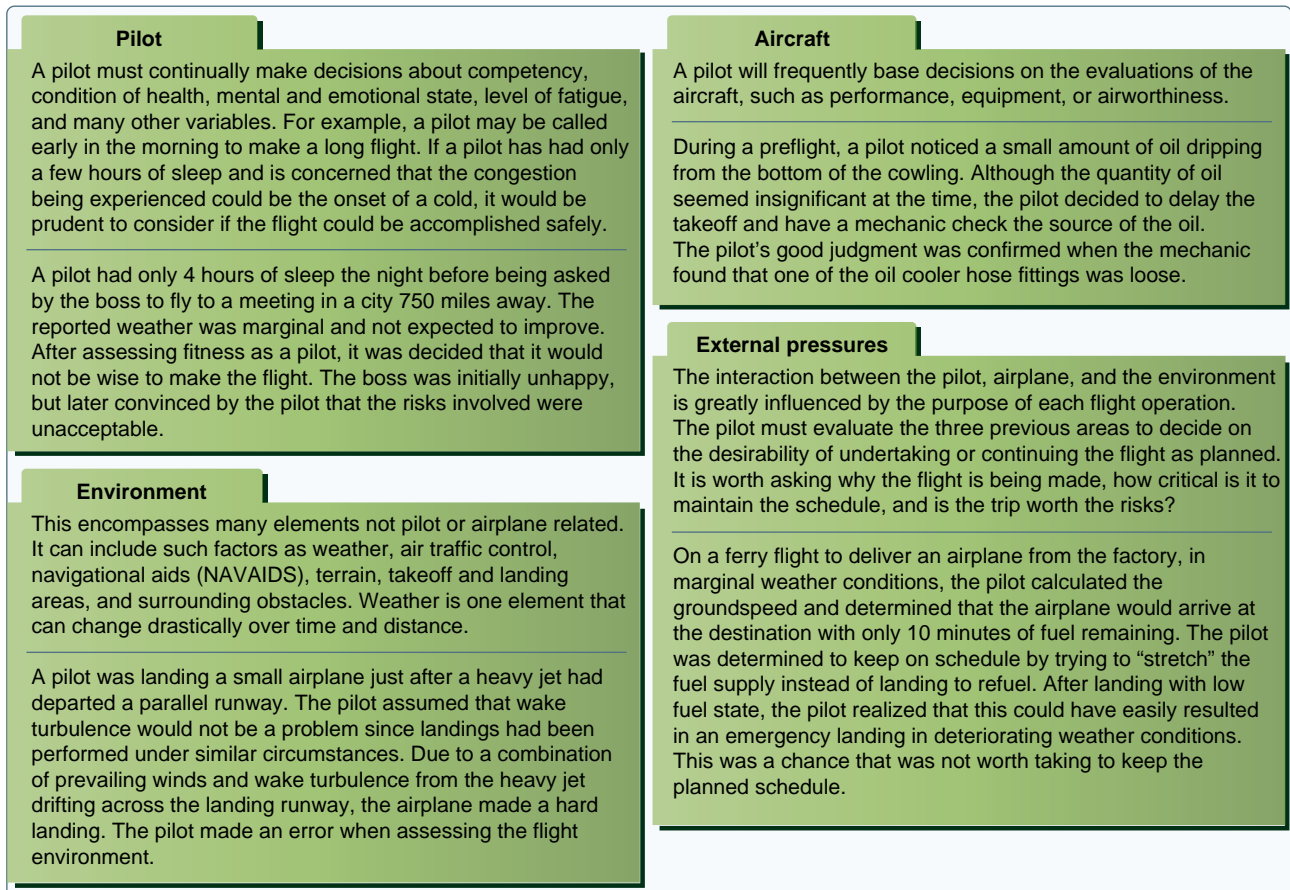 Pilot
A pilot must continually make decisions about competency,
condition of health, mental and emotional state, level of fatigue,
and many other variables. For example, a pilot may be called
early in the morning to make a long flight. If a pilot has had only
a few hours of sleep and is concerned that the congestion
being experienced could be the onset of a cold, it would be
prudent to consider if the flight could be accomplished safely.
A pilot had only 4 hours of sleep the night before being asked
by the boss to fly to a meeting in a city 750 miles away. The
reported weather was marginal and not expected to improve.
After assessing fitness as a pilot, it was decided that it would
not be wise to make the flight. The boss was initially unhappy,
but later convinced by the pilot that the risks involved were
unacceptable.
Environment
This encompasses many elements not pilot or airplane related.
It can include such factors as weather, air traffic control,
navigational aids (NAVAIDS), terrain, takeoff and landing
areas, and surrounding obstacles. Weather is one element that
can change drastically over time and distance.
A pilot was landing a small airplane just after a heavy jet had
departed a parallel runway. The pilot assumed that wake
turbulence would not be a problem since landings had been
performed under similar circumstances. Due to a combination
of prevailing winds and wake turbulence from the heavy jet
drifting across the landing runway, the airplane made a hard
landing. The pilot made an error when assessing the flight
environment.
Aircraft
A pilot will frequently base decisions on the evaluations of the
aircraft, such as performance, equipment, or airworthiness.
During a preflight, a pilot noticed a small amount of oil dripping
from the bottom of the cowling. Although the quantity of oil
seemed insignificant at the time, the pilot decided to delay the
takeoff and have a mechanic check the source of the oil.
The pilot’s good judgment was confirmed when the mechanic
found that one of the oil cooler hose fittings was loose.
External pressures
The interaction between the pilot, airplane, and the environment
is greatly influenced by the purpose of each flight operation.
The pilot must evaluate the three previous areas to decide on
the desirability of undertaking or continuing the flight as planned.
It is worth asking why the flight is being made, how critical is it to
maintain the schedule, and is the trip worth the risks?
On a ferry flight to deliver an airplane from the factory, in
marginal weather conditions, the pilot calculated the
groundspeed and determined that the airplane would arrive at
the destination with only 10 minutes of fuel remaining. The pilot
was determined to keep on schedule by trying to “stretch” the
fuel supply instead of landing to refuel. After landing with low
fuel state, the pilot realized that this could have easily resulted
in an emergency landing in deteriorating weather conditions.
This was a chance that was not worth taking to keep the
planned schedule.